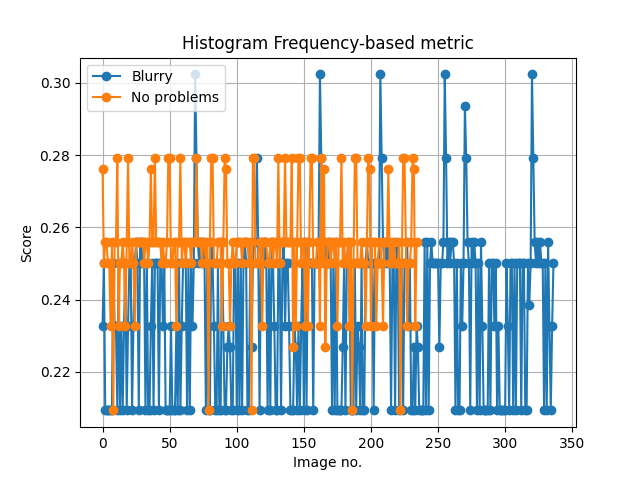 Histogram Frequency-based metric
Blurry
No problems
Score
0.30
0.28
0.26
0.24
0.22
0 50 100 150 200 250 300 350
Image no.